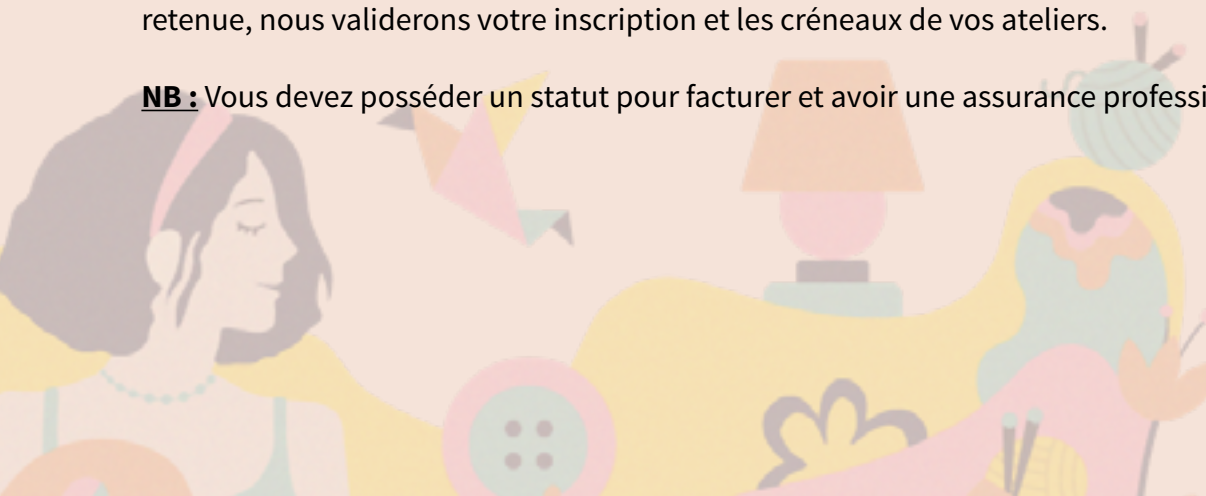 retenue, nous validerons votre inscription et les créneaux de vos ateliers.
NB : Vous devez posséder un statut pour facturer et avoir une assurance professi